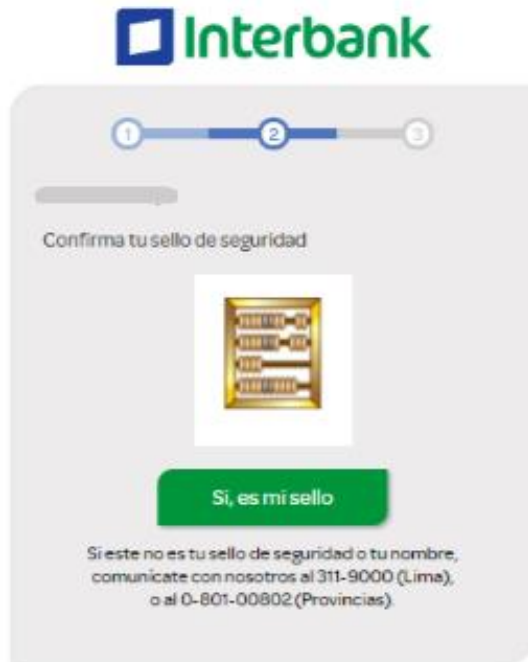 Interbank
1 2 3
Confirma tu sello de seguridad
Si, es mi sello
Si este no es tu sello de seguridad o tu nombre,
comunícate con nosotros al 311-9000 (Lima),
o al 0-801-00802 (Provincias).